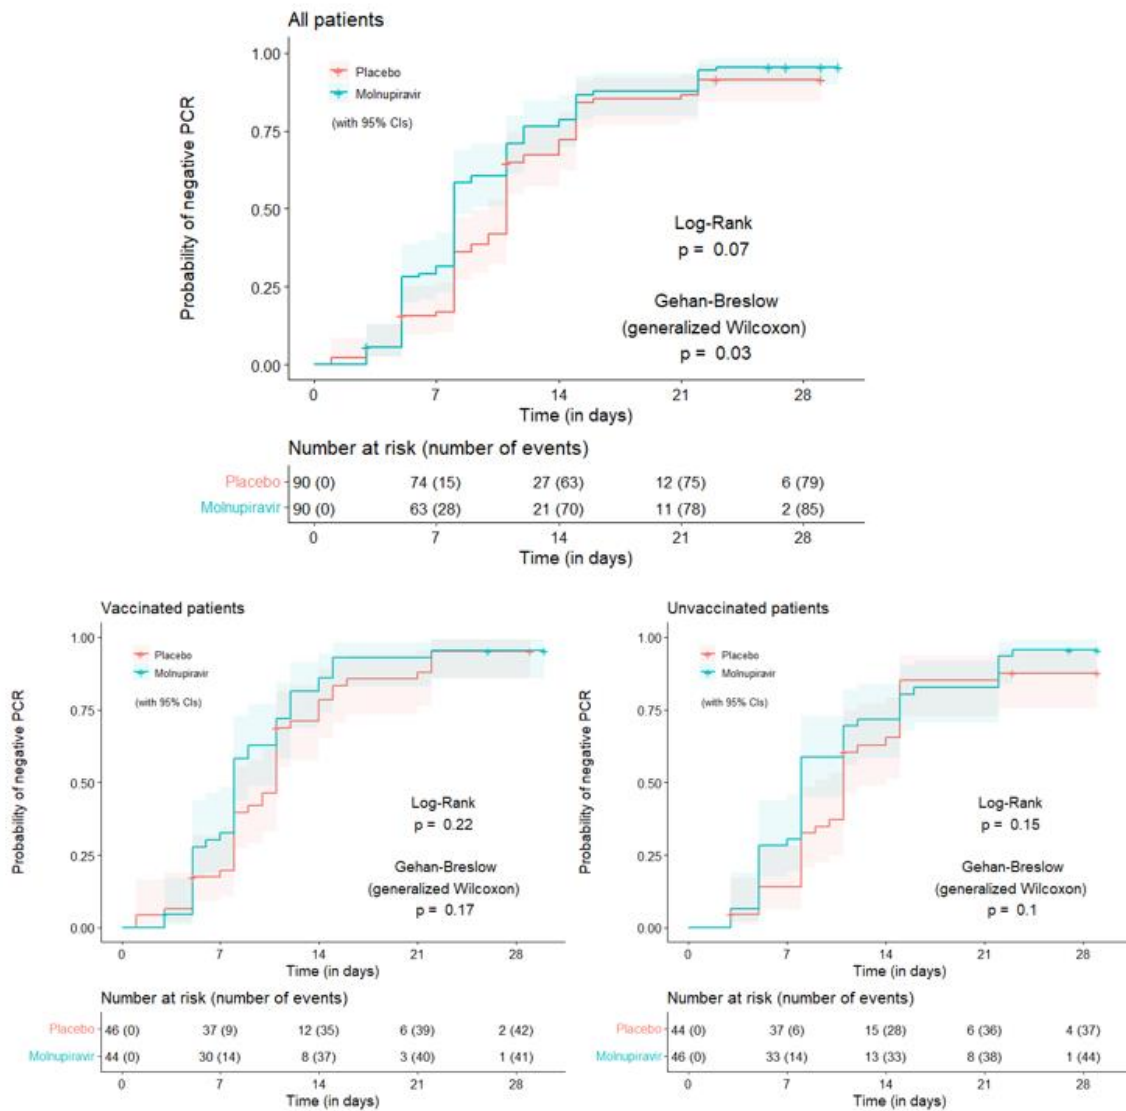 All patients
Probability of negative PCR
1.00
0.75
0.50
0.25
0.00
Placebo
Molnupiravir
(with 95% CIs)
Log-Rank
p = 0.07
Gehan-Breslow
(generalized Wilcoxon)
p = 0.03
0 7 14 21 28
Time (in days)
Number at risk (number of events)
Placebo 90 (0) 74 (15) 27 (63) 12 (75) 6 (79)
Molnupiravir 90 (0) 63 (28) 21 (70) 11 (78) 2 (85)
0 7 14 21 28
Time (in days)
Vaccinated patients
Probability of negative PCR
1.00
0.75
0.50
0.25
0.00
Placebo
Molnupiravir
(with 95% CIs)
Log-Rank
p = 0.22
Gehan-Breslow
(generalized Wilcoxon)
p = 0.17
0 7 14 21 28
Time (in days)
Number at risk (number of events)
Placebo 46 (0) 37 (9) 12 (35) 6 (39) 2 (42)
Molnupiravir 44 (0) 30 (14) 8 (37) 3 (40) 1 (41)
0 7 14 21 28
Time (in days)
Unvaccinated patients
Probability of negative PCR
1.00
0.75
0.50
0.25
0.00
Placebo
Molnupiravir
(with 95% CIs)
Log-Rank
p = 0.15
Gehan-Breslow
(generalized Wilcoxon)
p = 0.1
0 7 14 21 28
Time (in days)
Number at risk (number of events)
Placebo 44 (0) 37 (6) 15 (28) 6 (36) 4 (37)
Molnupiravir 46 (0) 33 (14) 13 (33) 8 (38) 1 (44)
0 7 14 21 28
Time (in days)